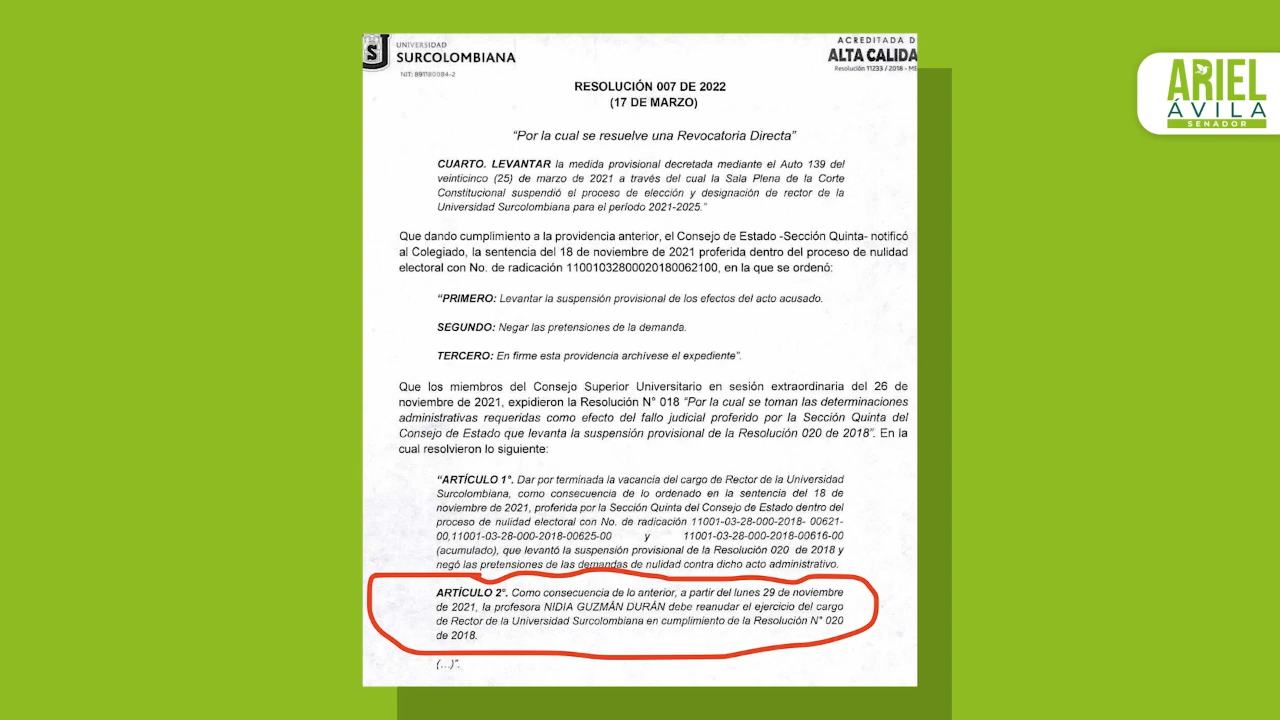 UNIVERSIDAD
SURCOLOMBIANA
NIT: 891180084-2
ACREDITADA D
ALTA CALIDA
Resolución 11233 / 2018 - ME
ARIEL
ÁVILA
SENADOR
RESOLUCIÓN 007 DE 2022
(17 DE MARZO)
“Por la cual se resuelve una Revocatoria Directa”
CUARTO. LEVANTAR la medida provisional decretada mediante el Auto 139 del
veinticinco (25) de marzo de 2021 a través del cual la Sala Plena de la Corte
Constitucional suspendió el proceso de elección y designación de rector de la
Universidad Surcolombiana para el período 2021-2025.”
Que dando cumplimiento a la providencia anterior, el Consejo de Estado -Sección Quinta- notificó
al Colegiado, la sentencia del 18 de noviembre de 2021 proferida dentro del proceso de nulidad
electoral con No. de radicación 11001032800020180062100, en la que se ordenó:
“PRIMERO: Levantar la suspensión provisional de los efectos del acto acusado.
SEGUNDO: Negar las pretensiones de la demanda.
TERCERO: En firme esta providencia archívese el expediente”.
Que los miembros del Consejo Superior Universitario en sesión extraordinaria del 26 de
noviembre de 2021, expidieron la Resolución N° 018 “Por la cual se toman las determinaciones
administrativas requeridas como efecto del fallo judicial proferido por la Sección Quinta del
Consejo de Estado que levanta la suspensión provisional de la Resolución 020 de 2018”. En la
cual resolvieron lo siguiente:
“ARTÍCULO 1°. Dar por terminada la vacancia del cargo de Rector de la Universidad
Surcolombiana, como consecuencia de lo ordenado en la sentencia del 18 de
noviembre de 2021, proferida por la Sección Quinta del Consejo de Estado dentro del
proceso de nulidad electoral con No. de radicación 11001-03-28-000-2018- 00621-
00,11001-03-28-000-2018-00625-00 y 11001-03-28-000-2018-00616-00
(acumulado), que levantó la suspensión provisional de la Resolución 020 de 2018 y
negó las pretensiones de las demandas de nulidad contra dicho acto administrativo.
ARTÍCULO 2°. Como consecuencia de lo anterior, a partir del lunes 29 de noviembre
de 2021, la profesora NIDIA GUZMÁN DURÁN debe reanudar el ejercicio del cargo
de Rector de la Universidad Surcolombiana en cumplimiento de la Resolución N° 020
de 2018.
(…)”.